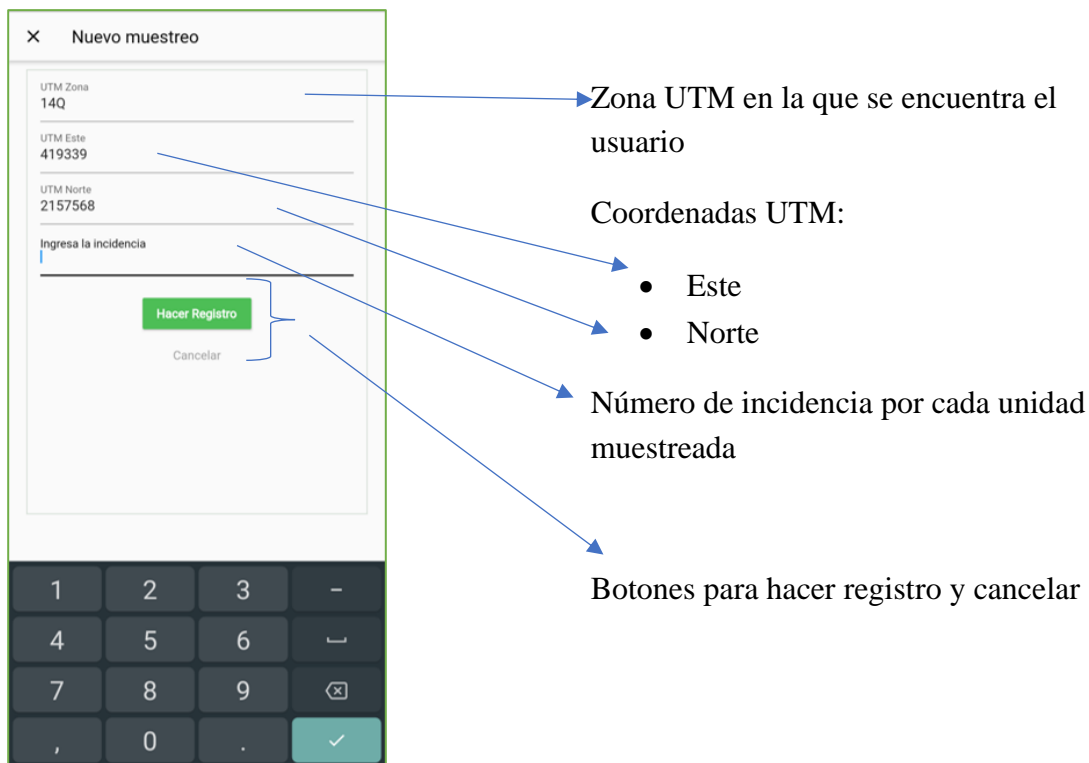 × Nuevo muestreo
UTM Zona
14Q
UTM Este
419339
UTM Norte
2157568
Ingresa la incidencia
Hacer Registro
Cancelar
1 2 3 -
4 5 6
7 8 9
, 0 .
Zona UTM en la que se encuentra el
usuario
Coordenadas UTM:
• Este
• Norte
Número de incidencia por cada unidad
muestreada
Botones para hacer registro y cancelar